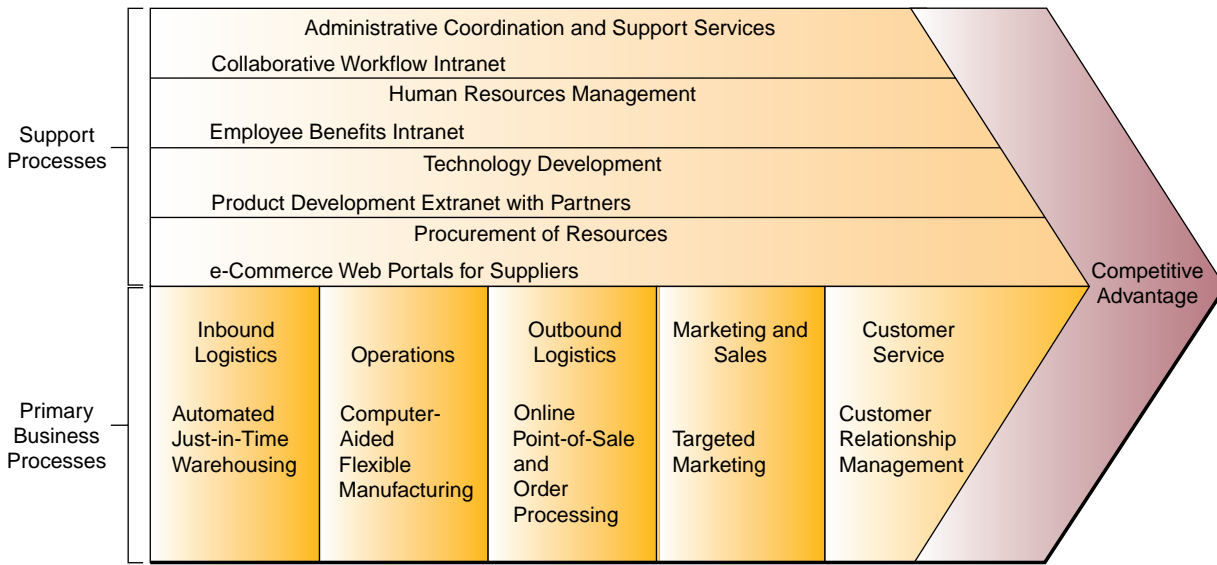 Support
Processes
Administrative Coordination and Support Services
Collaborative Workflow Intranet
Human Resources Management
Employee Benefits Intranet
Technology Development
Product Development Extranet with Partners
Procurement of Resources
e-Commerce Web Portals for Suppliers
Competitive
Advantage
Primary
Business
Processes
Inbound
Logistics
Automated
Just-in-Time
Warehousing
Operations
Computer-
Aided
Flexible
Manufacturing
Outbound
Logistics
Online
Point-of-Sale
and
Order
Processing
Marketing and
Sales
Targeted
Marketing
Customer
Service
Customer
Relationship
Management